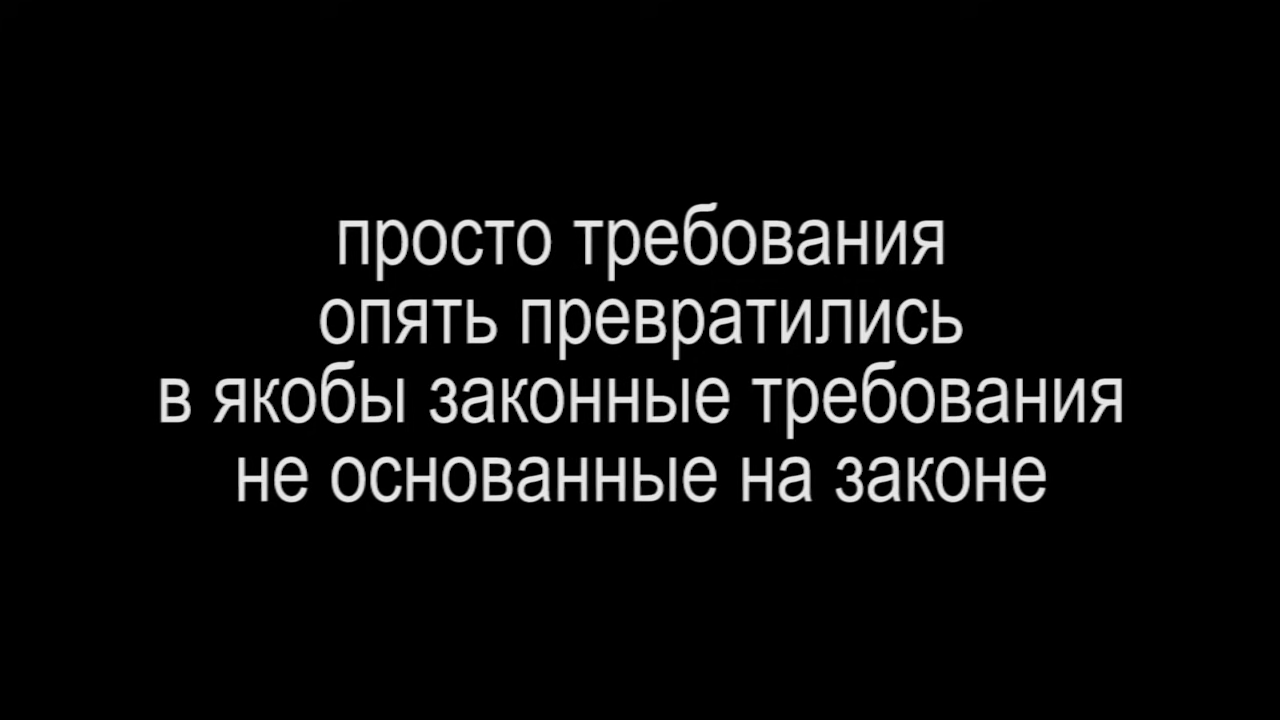 просто требования
опять превратились
в якобы законные требования
не основанные на законе